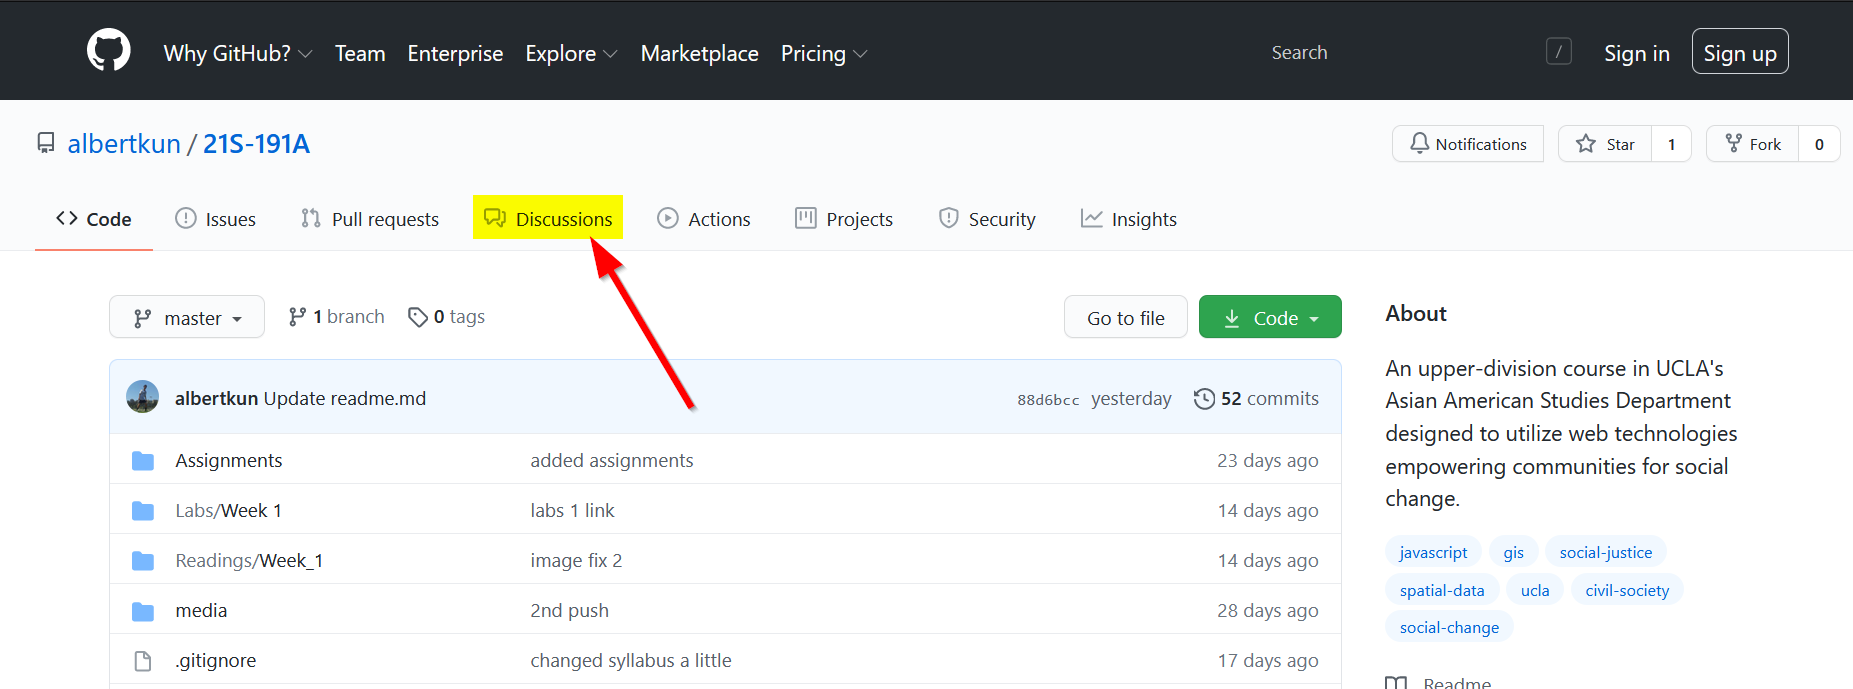 Why GitHub? Team Enterprise Explore Marketplace Pricing Search / Sign in Sign up
albertkun / 21S-191A Notifications Star 1 Fork 0
Code Issues Pull requests Discussions Actions Projects Security Insights
master 1 branch 0 tags Go to file Code
albertkun Update readme.md 88d6bcc yesterday 52 commits
Assignments added assignments 23 days ago
Labs/Week 1 labs 1 link 14 days ago
Readings/Week_1 image fix 2 14 days ago
media 2nd push 28 days ago
.gitignore changed syllabus a little 17 days ago
About
An upper-division course in UCLA's
Asian American Studies Department
designed to utilize web technologies
empowering communities for social
change.
javascript gis social-justice
spatial-data ucla civil-society
social-change
Readme